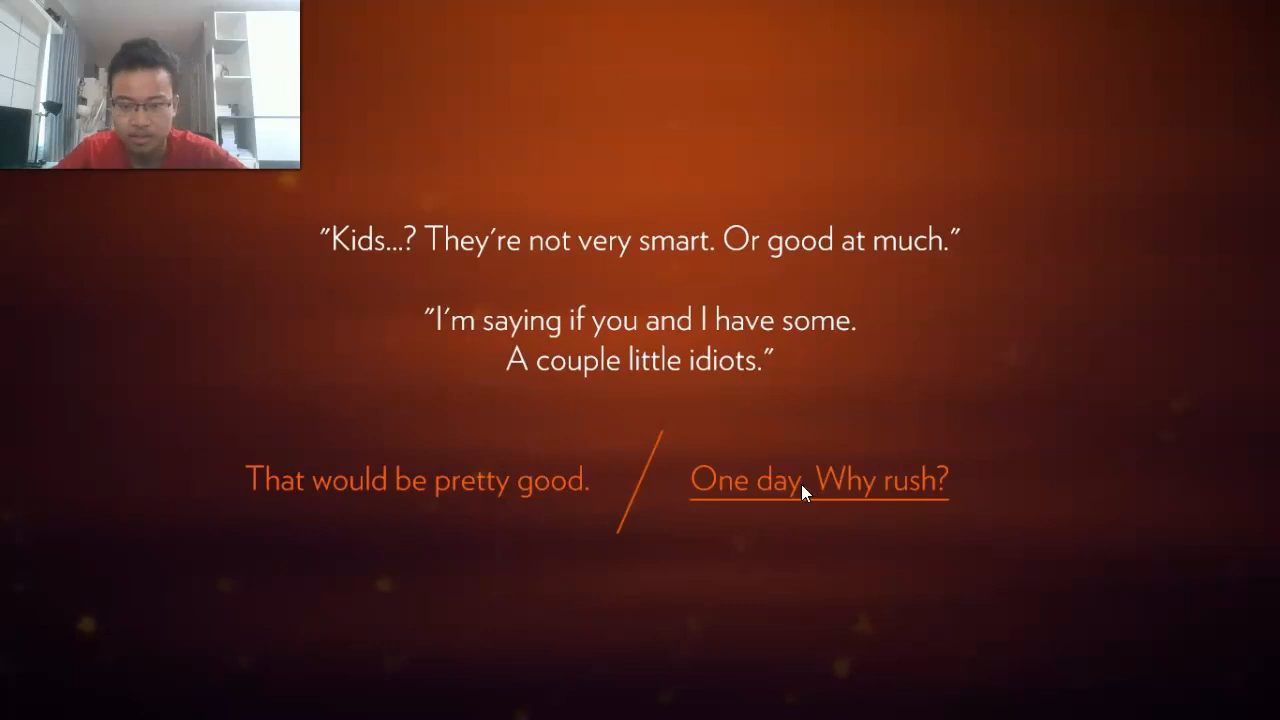 "Kids...? They're not very smart. Or good at much."
"I'm saying if you and I have some.
A couple little idiots."
That would be pretty good. / One day. Why rush?